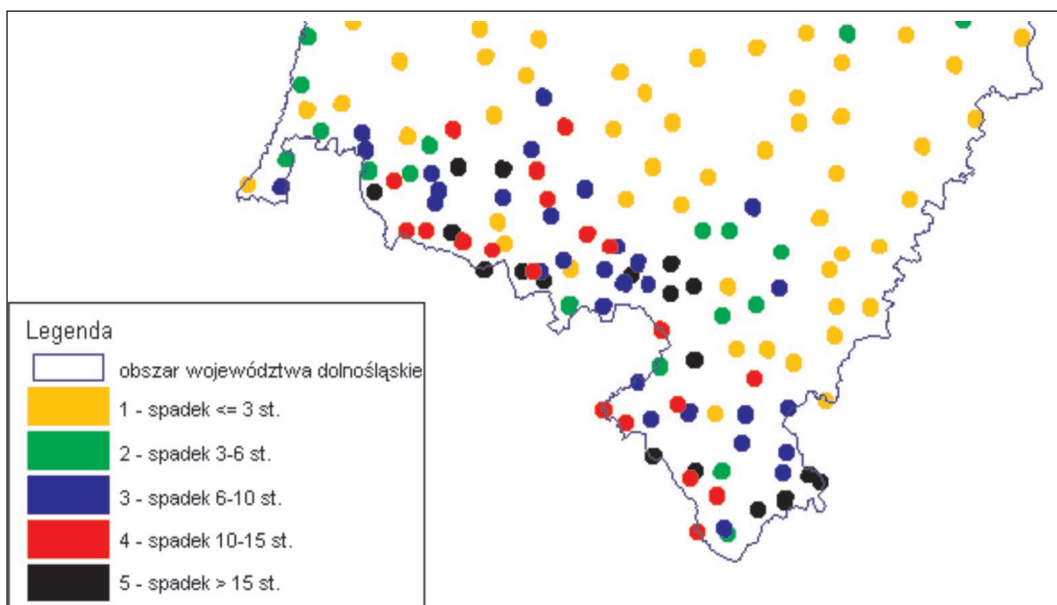 Legenda
obszar województwa dolnośląskie
1 - spadek <= 3 st.
2 - spadek 3-6 st.
3 - spadek 6-10 st.
4 - spadek 10-15 st.
5 - spadek > 15 st.